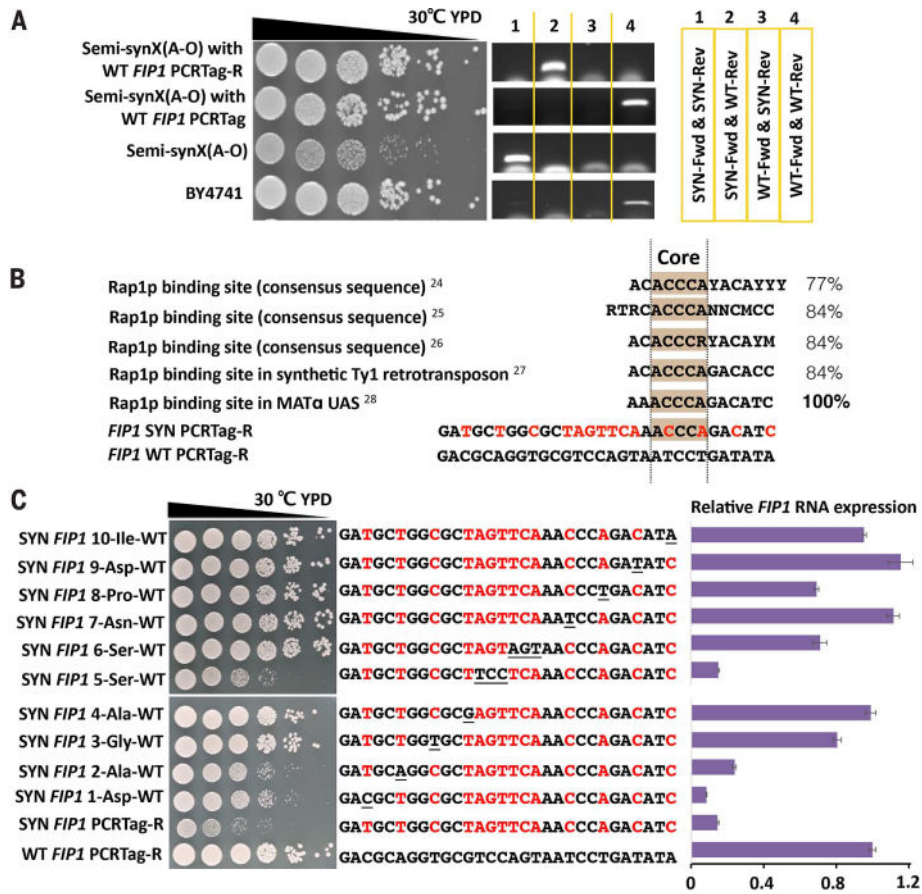 A
30℃ YPD
Semi-synX(A-O) with
WT FIP1 PCRTag-R
Semi-synX(A-O) with
WT FIP1 PCRTag
Semi-synX(A-O)
BY4741
1 2 3 4
1 2 3 4
SYN-Fwd & SYN-Rev
SYN-Fwd & WT-Rev
WT-Fwd & SYN-Rev
WT-Fwd & WT-Rev
B
Core
Rap1p binding site (consensus sequence) 24 ACACCCAYACAYYY 77%
Rap1p binding site (consensus sequence) 25 RTRCACCCANNCMCC 84%
Rap1p binding site (consensus sequence) 26 ACACCCRYACAYM 84%
Rap1p binding site in synthetic Ty1 retrotransposon 27 ACACCCAGACACC 84%
Rap1p binding site in MATα UAS 28 AAACCCAGACATC 100%
FIP1 SYN PCRTag-R GATGCTGGCGCTAGTTCAAACCCAGACATC
FIP1 WT PCRTag-R GACGCAGGTGCGTCCAGTAATCCTGATATA
C
30 ℃ YPD
Relative FIP1 RNA expression
SYN FIP1 10-Ile-WT GATGCTGGCGCTAGTTCAAACCCAGACATA
SYN FIP1 9-Asp-WT GATGCTGGCGCTAGTTCAAACCCAGATATC
SYN FIP1 8-Pro-WT GATGCTGGCGCTAGTTCAAACCCTGACATC
SYN FIP1 7-Asn-WT GATGCTGGCGCTAGTTCAAATCCAGACATC
SYN FIP1 6-Ser-WT GATGCTGGCGCTAGTAGTAACCCAGACATC
SYN FIP1 5-Ser-WT GATGCTGGCGCTTCCTCAAACCCAGACATC
SYN FIP1 4-Ala-WT GATGCTGGCGCGAGTTCAAACCCAGACATC
SYN FIP1 3-Gly-WT GATGCTGGTGCTAGTTCAAACCCAGACATC
SYN FIP1 2-Ala-WT GATGCAGGCGCTAGTTCAAACCCAGACATC
SYN FIP1 1-Asp-WT GACGCTGGCGCTAGTTCAAACCCAGACATC
SYN FIP1 PCRTag-R GATGCTGGCGCTAGTTCAAACCCAGACATC
WT FIP1 PCRTag-R GACGCAGGTGCGTCCAGTAATCCTGATATA
0 0.4 0.8 1.2